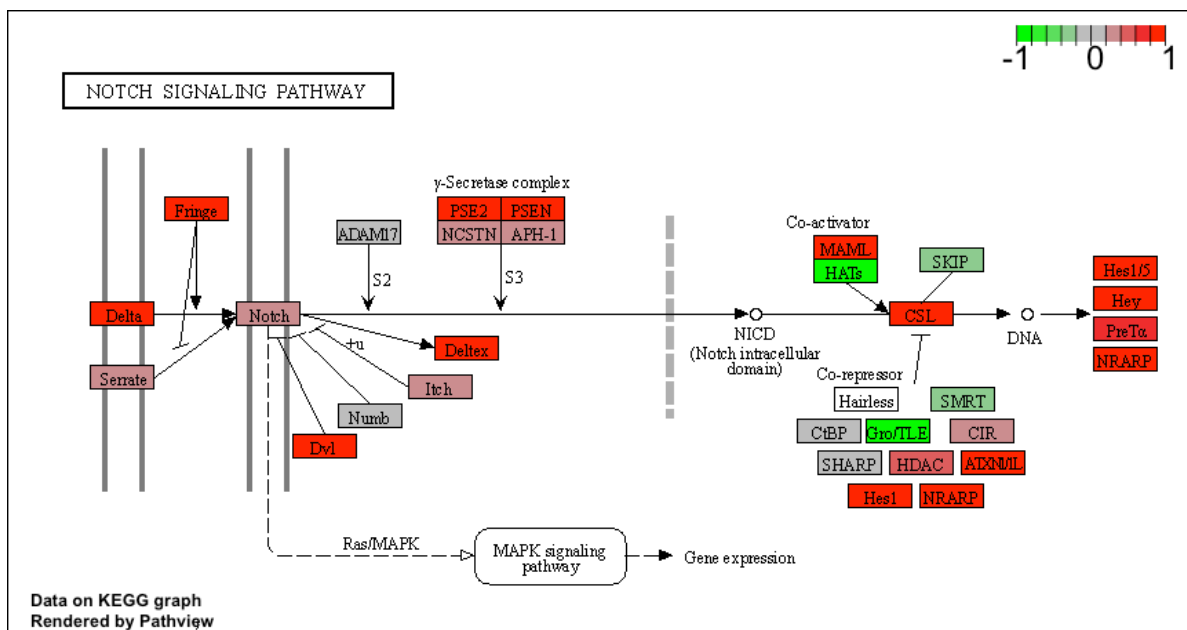 -1 0 1
NOTCH SIGNALING PATHWAY
γ-Secretase complex
Fringe
PSE2 PSEN
ADAM17
NCSTN APH-1
Co-activator
MAML
HATs
SKIP
S2
S3
Delta
Notch
CSL
Hes1/5
Hey
PreTα
NRARP
NICD
(Notch intracellular
domain)
DNA
+u
Deltex
Serrate
Itch
Numb
Dvl
Co-repressor
Hairless
SMRT
CtBP
Gro/TLE
CIR
SHARP
HDAC
ATXN1/1L
Hes1
NRARP
Ras/MAPK
MAPK signaling
pathway
Gene expression
Data on KEGG graph
Rendered by Pathview